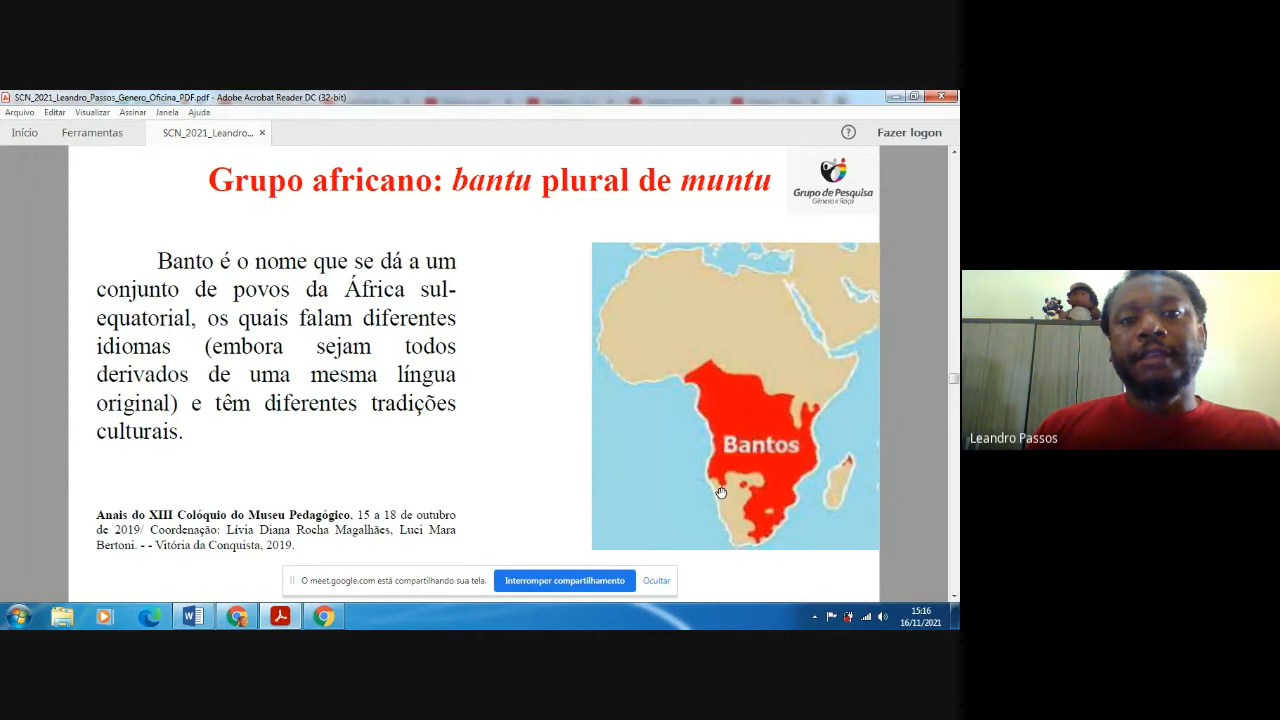 SCN_2021_Leandro_Passos_Genero_Oficina_PDF.pdf - Adobe Acrobat Reader DC (32-bit)
Arquivo Editar Visualizar Assinar Janela Ajuda
Início Ferramentas SCN_2021_Leandro... × Fazer logon
Grupo africano: bantu plural de muntu
Grupo de Pesquisa
Gênero e Raça
Banto é o nome que se dá a um
conjunto de povos da África sul-
equatorial, os quais falam diferentes
idiomas (embora sejam todos
derivados de uma mesma língua
original) e têm diferentes tradições
culturais.
Bantos
Anais do XIII Colóquio do Museu Pedagógico, 15 a 18 de outubro
de 2019/ Coordenação: Lívia Diana Rocha Magalhães, Luci Mara
Bertoni. - - Vitória da Conquista, 2019.
O meet.google.com está compartilhando sua tela. Interromper compartilhamento Ocultar
15:16
16/11/2021
Leandro Passos